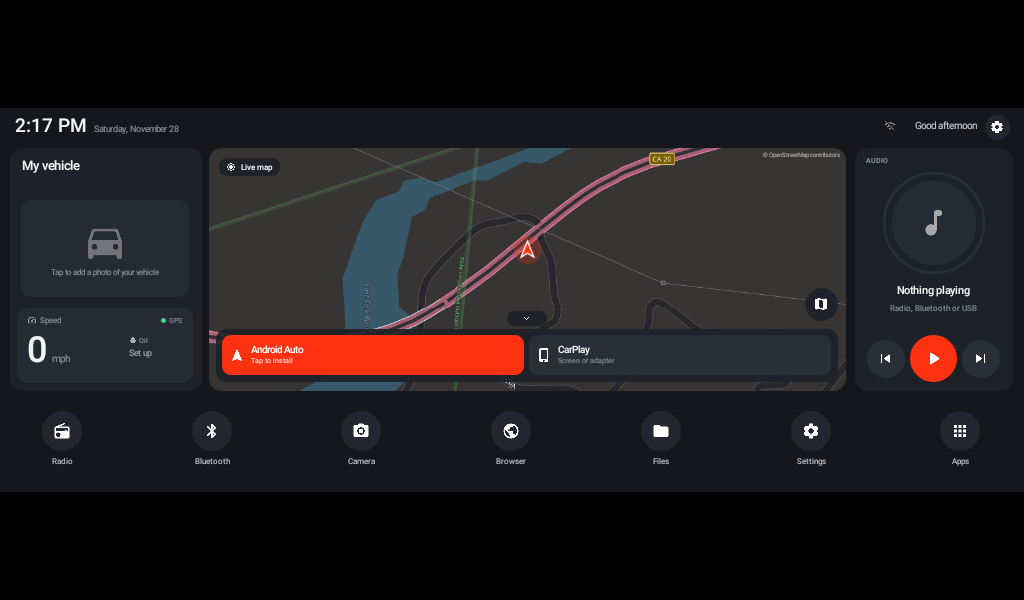 2:17 PM Saturday, November 28
Good afternoon
My vehicle
Tap to add a photo of your vehicle
Speed
GPS
0 mph
Oil
Set up
Live map
CA 20
© OpenStreetMap contributors
Android Auto
Tap to install
CarPlay
Screen or adapter
AUDIO
Nothing playing
Radio, Bluetooth or USB
Radio
Bluetooth
Camera
Browser
Files
Settings
Apps